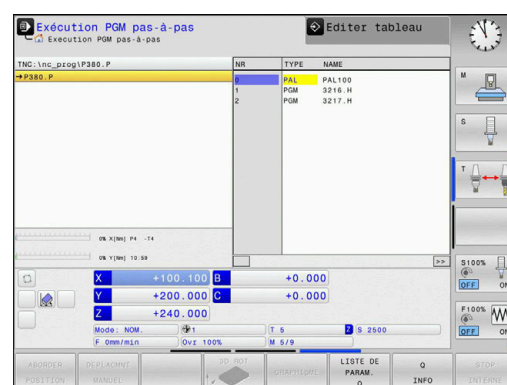 Exécution PGM pas-à-pas
Execution PGM pas-à-pas
Editer tableau
TNC:\nc_prog\P380.P
→P380.P
NR TYPE NAME
0 PAL PAL100
1 PGM 3216.H
2 PGM 3217.H
M
S
T
0% X[Nm] P4 -T4
0% Y[Nm] 10:59
>>
X +100.100 B +0.000
Y +200.000 C +0.000
Z +240.000
Mode: NOM. 1 T 5 Z S 2500
F 0mm/min Ovr 100% M 5/9
S100%
OFF ON
F100%
OFF ON
ABORDER POSITION
DEPLACMNT MANUEL
3D ROT
LISTE DE PARAM. Q
Q INFO
STOP INTERNE